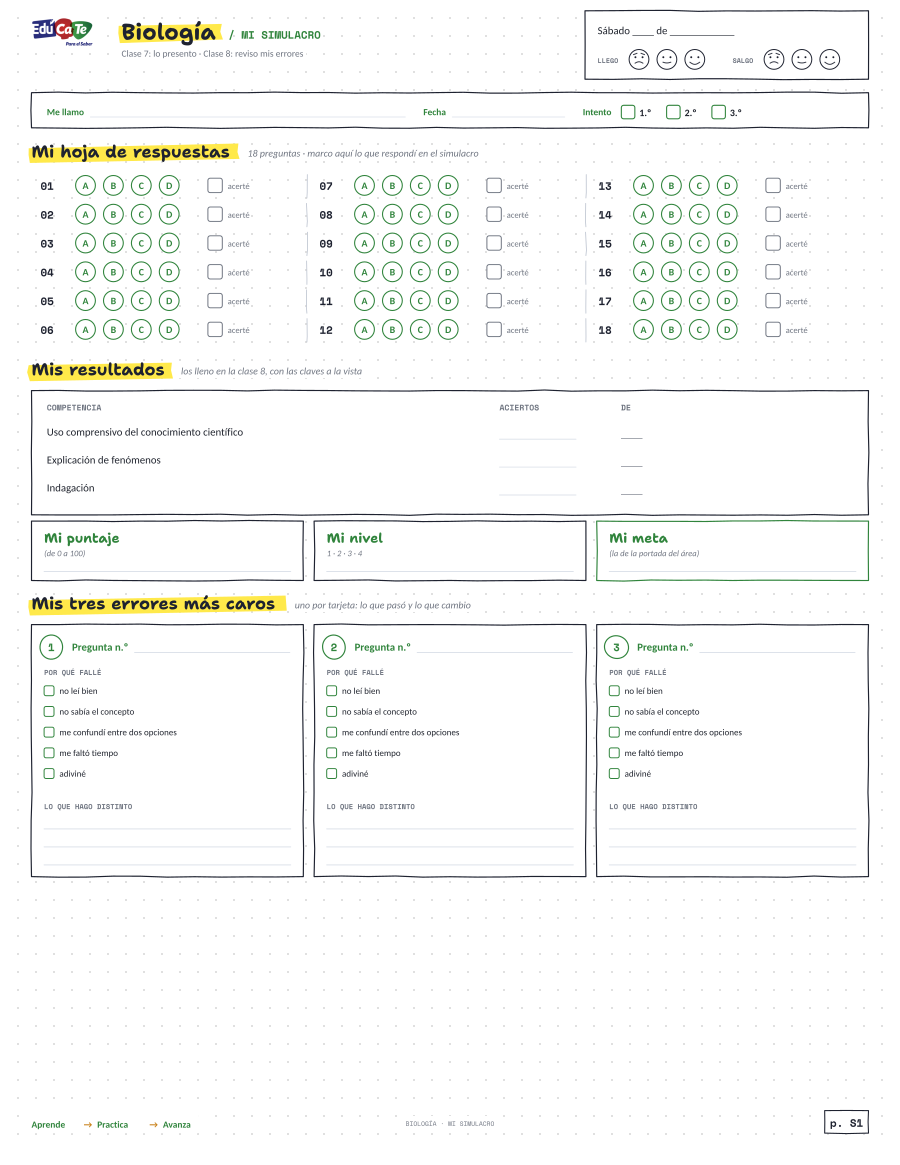 EduCaTe
Para el Saber
Biología / MI SIMULACRO
Clase 7: lo presento · Clase 8: reviso mis errores
Sábado ____ de ____________
LLEGO SALGO
Me llamo Fecha Intento 1.º 2.º 3.º
Mi hoja de respuestas 18 preguntas · marco aquí lo que respondí en el simulacro
01 A B C D acerté 07 A B C D acerté 13 A B C D acerté
02 A B C D acerté 08 A B C D acerté 14 A B C D acerté
03 A B C D acerté 09 A B C D acerté 15 A B C D acerté
04 A B C D acerté 10 A B C D acerté 16 A B C D acerté
05 A B C D acerté 11 A B C D acerté 17 A B C D acerté
06 A B C D acerté 12 A B C D acerté 18 A B C D acerté
Mis resultados los lleno en la clase 8, con las claves a la vista
COMPETENCIA ACIERTOS DE
Uso comprensivo del conocimiento científico ____
Explicación de fenómenos ____
Indagación ____
Mi puntaje Mi nivel Mi meta
(de 0 a 100) 1 · 2 · 3 · 4 (la de la portada del área)
Mis tres errores más caros uno por tarjeta: lo que pasó y lo que cambio
1 Pregunta n.º 2 Pregunta n.º 3 Pregunta n.º
POR QUÉ FALLÉ POR QUÉ FALLÉ POR QUÉ FALLÉ
no leí bien no leí bien no leí bien
no sabía el concepto no sabía el concepto no sabía el concepto
me confundí entre dos opciones me confundí entre dos opciones me confundí entre dos opciones
me faltó tiempo me faltó tiempo me faltó tiempo
adiviné adiviné adiviné
LO QUE HAGO DISTINTO LO QUE HAGO DISTINTO LO QUE HAGO DISTINTO
Aprende → Practica → Avanza BIOLOGÍA · MI SIMULACRO p. S1